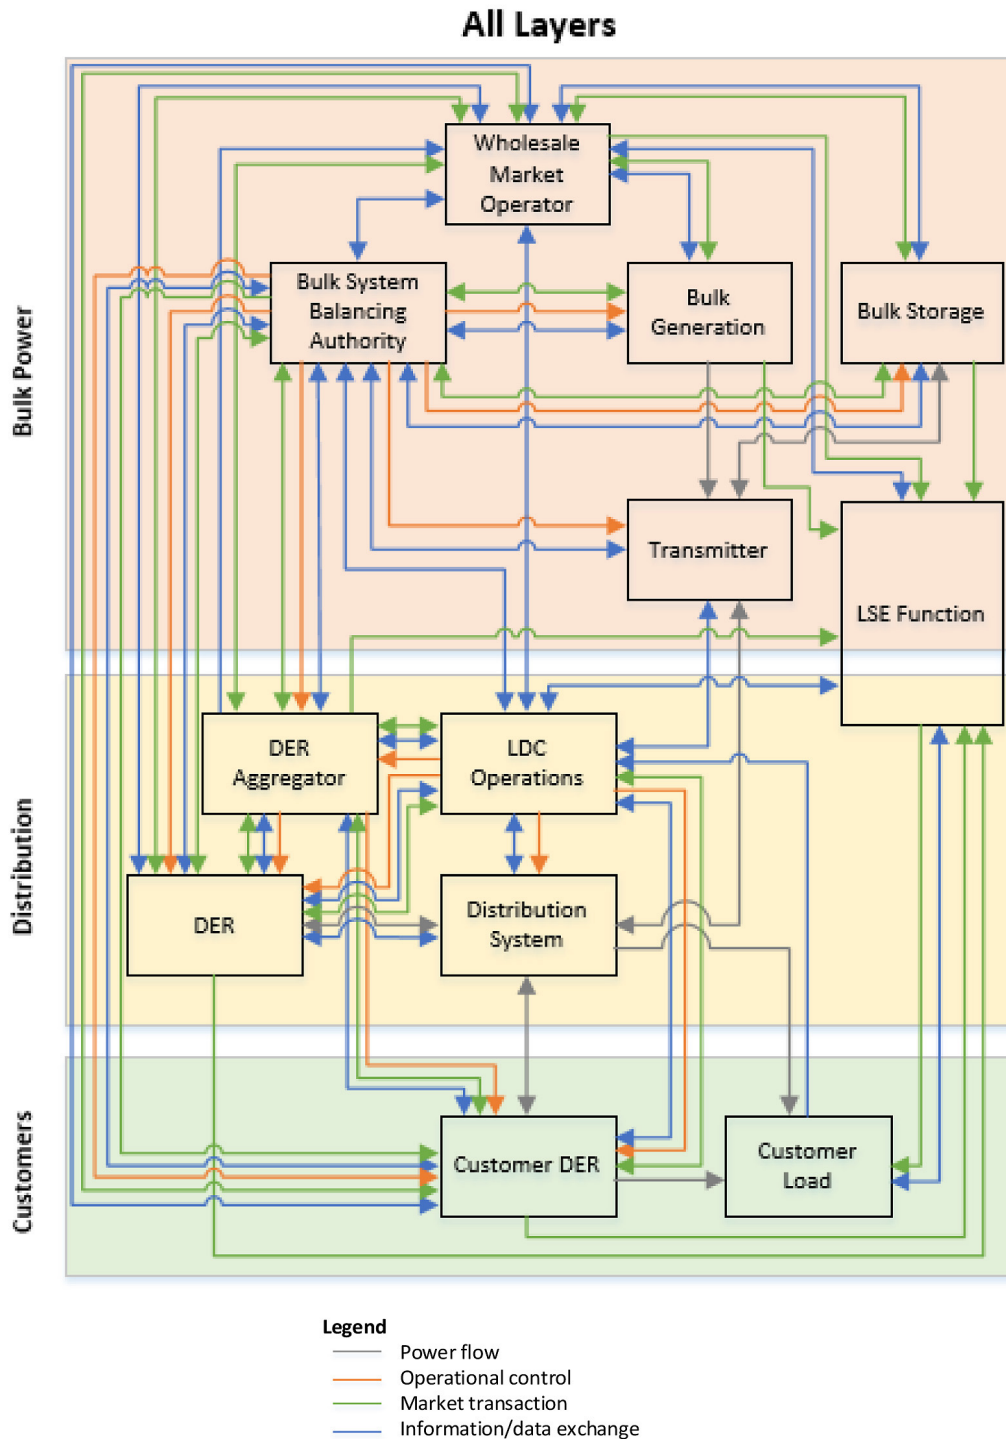 All Layers
Bulk Power
Wholesale
Market
Operator
Bulk System
Balancing
Authority
Bulk
Generation
Bulk Storage
Transmitter
LSE Function
Distribution
DER
Aggregator
LDC
Operations
DER
Distribution
System
Customers
Customer DER
Customer
Load
Legend
Power flow
Operational control
Market transaction
Information/data exchange